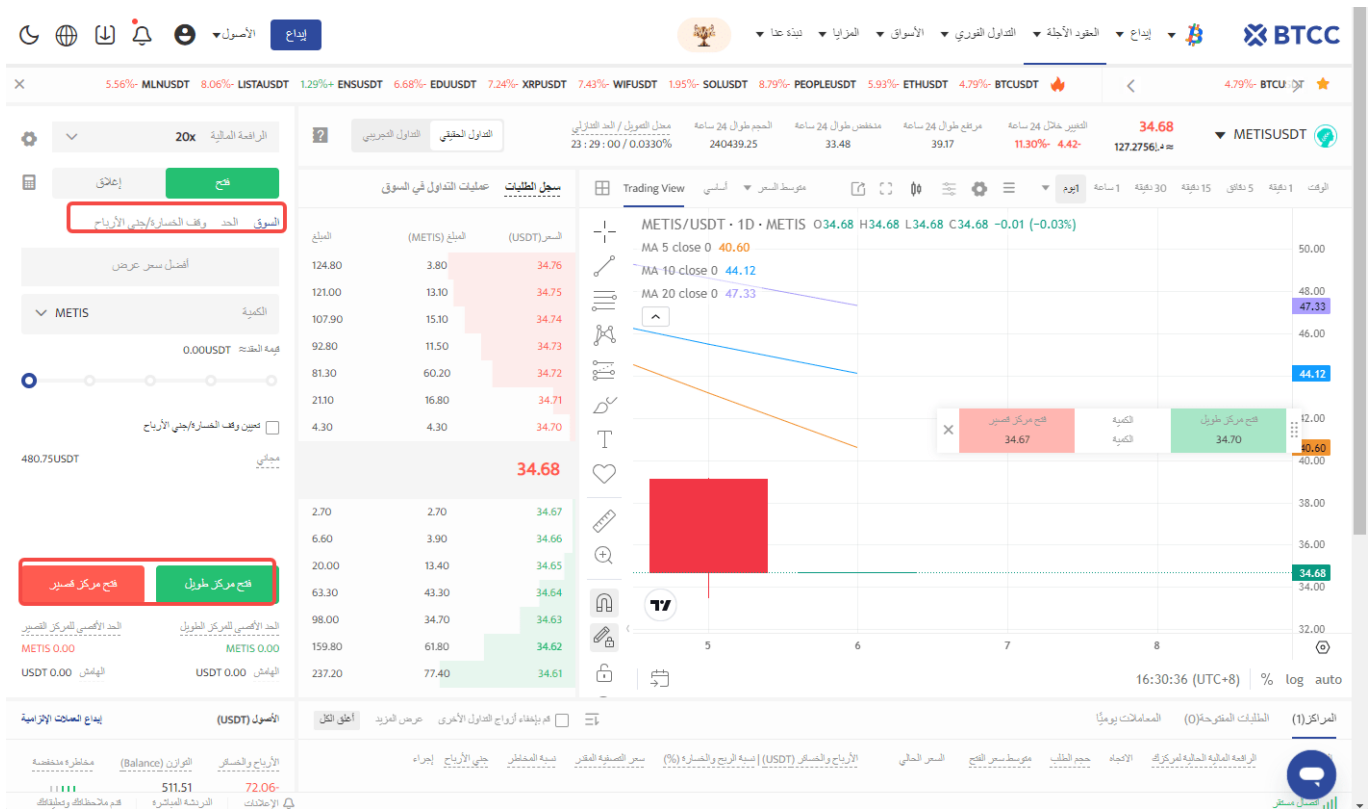 BTCC
إيداع
العقود الآجلة
التداول الفوري
الأسواق
المزايا
نبذة عنا
إيداع
الأصول
4.79%- BTCU
4.79%- BTCUSDT
5.93%- ETHUSDT
8.79%- PEOPLEUSDT
1.95%- SOLUSDT
7.43%- WIFUSDT
7.24%- XRPUSDT
6.68%- EDUUSDT
1.29%+ ENSUSDT
8.06%- LISTAUSDT
5.56%- MLNUSDT
METISUSDT
34.68
≈ د.إ.127.2756
التغيير خلال 24 ساعة
11.30%- 4.42-
مرتفع طوال 24 ساعة
39.17
منخفض طوال 24 ساعة
33.48
الحجم طوال 24 ساعة
240439.25
معدل التمويل / العد التنازلي
23 : 29 : 00 / 0.0330%
التداول الحقيقي
التداول التجريبي
الرافعة المالية 20x
فتح
إغلاق
السوق الحد وقف الخسارة/جني الأرباح
أفضل سعر عرض
الكمية
METIS
قيمة العقد≈ 0.00USDT
تعيين وقف الخسارة/جني الأرباح
مجاني
480.75USDT
فتح مركز طويل
فتح مركز قصير
الحد الأقصى للمركز الطويل
الحد الأقصى للمركز القصير
METIS 0.00
METIS 0.00
الهامش USDT 0.00
الهامش USDT 0.00
سجل الطلبات
عمليات التداول في السوق
السعر(USDT) المبلغ (METIS) المبلغ
34.76 3.80 124.80
34.75 13.10 121.00
34.74 15.10 107.90
34.73 11.50 92.80
34.72 60.20 81.30
34.71 16.80 21.10
34.70 4.30 4.30
34.68
34.67 2.70 2.70
34.66 3.90 6.60
34.65 13.40 20.00
34.64 43.30 63.30
34.63 34.70 98.00
34.62 61.80 159.80
34.61 77.40 237.20
الوقت 1 دقيقة 5 دقائق 15 دقيقة 30 دقيقة 1 ساعة 1يوم
متوسط السعر
أساسي
Trading View
METIS/USDT · 1D · METIS O34.68 H34.68 L34.68 C34.68 −0.01 (−0.03%)
MA 5 close 0 40.60
MA 10 close 0 44.12
MA 20 close 0 47.33
50.00
48.00
47.33
46.00
44.12
42.00
40.60
40.00
38.00
36.00
34.68
34.00
32.00
فتح مركز طويل
34.70
الكمية
الكمية
فتح مركز قصير
34.67
5 6 7 8
16:30:36 (UTC+8) % log auto
المراكز(1)
الطلبات المفتوحة(0)
المعاملات يوميًا
قم بإخفاء أزواج التداول الأخرى
عرض المزيد
أغلق الكل
الرافعة المالية الحالية لمركزك
الاتجاه
حجم الطلب
متوسط سعر الفتح
السعر الحالي
الأرباح والخسائر (USDT) | نسبة الربح والخسارة (%)
سعر التصفية المقدر
نسبة المخاطر
جني الأرباح
إجراء
الأصول (USDT)
إيداع العملات الإلزامية
الأرباح والخسائر
التوازن (Balance)
مخاطرة منخفضة
72.06-
511.51
اتصال مستقر
الإعلانات
الدردشة المباشرة
قدم ملاحظاتك وتعليقاتك